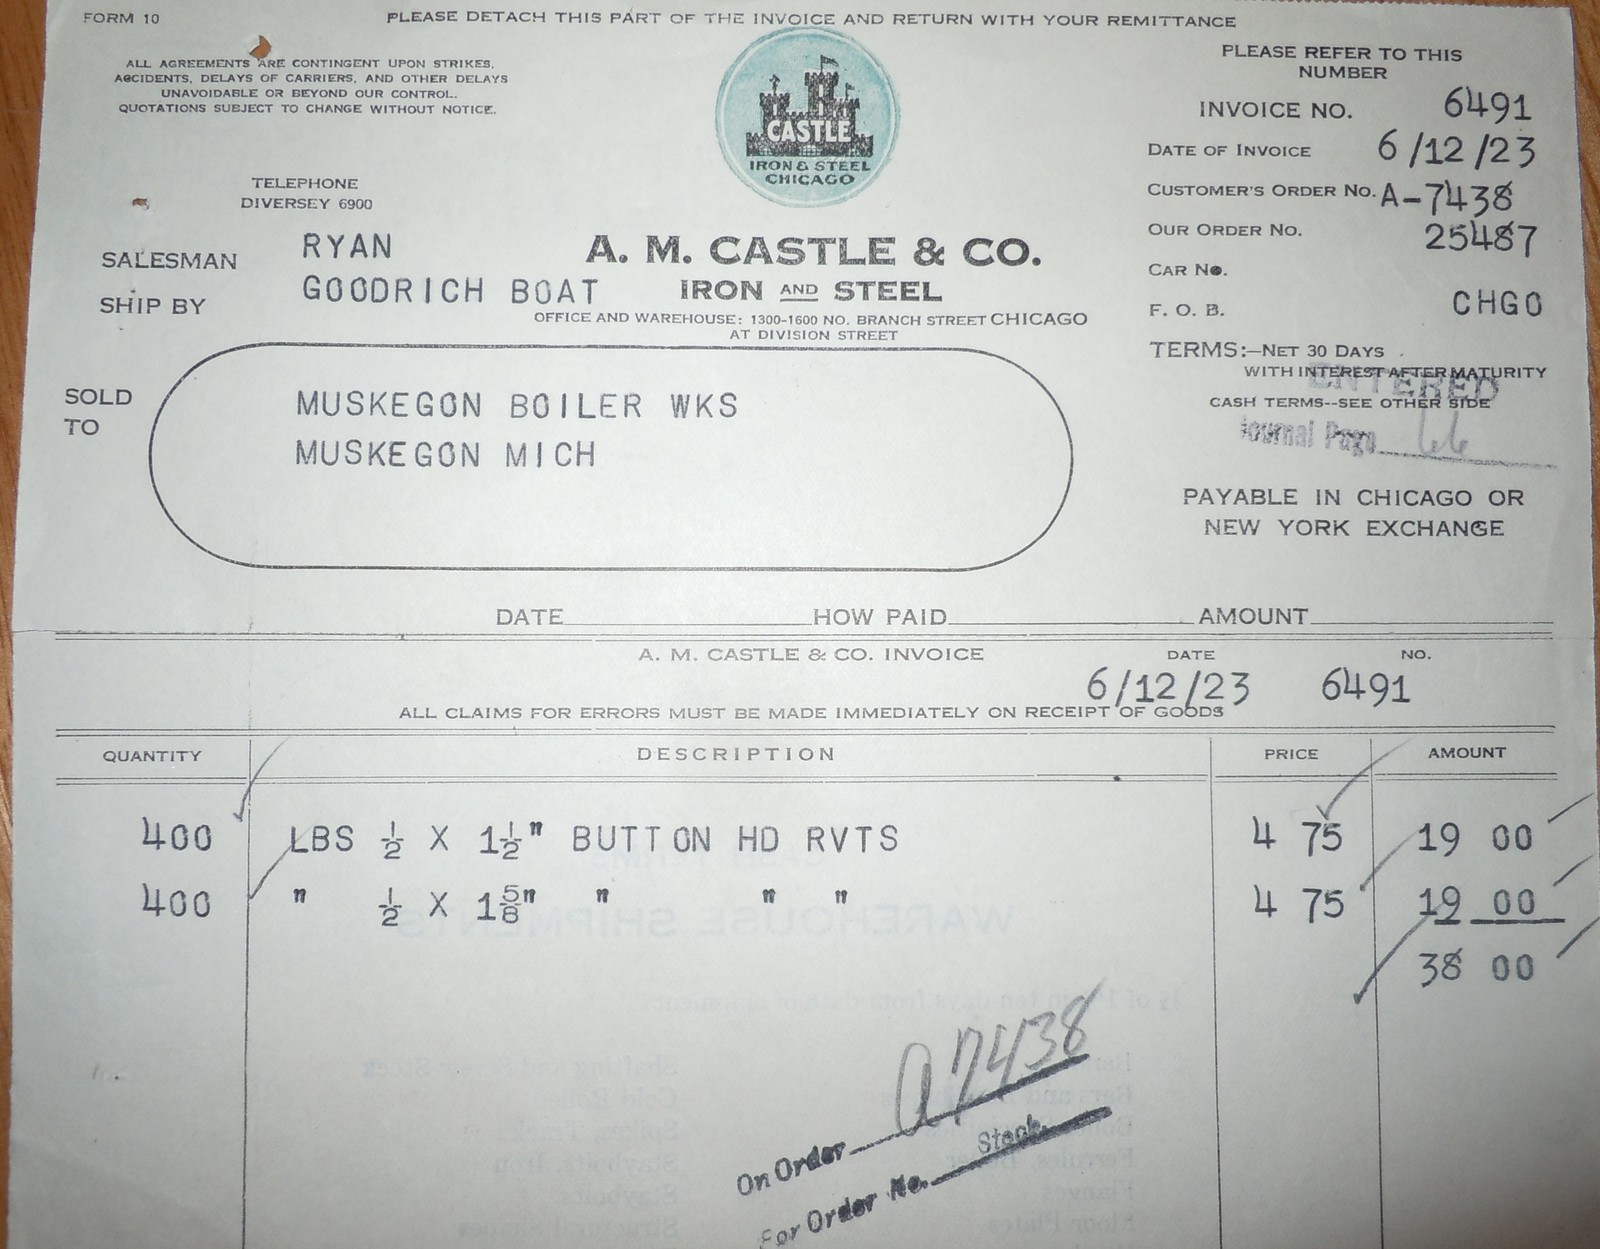 FORM 10
PLEASE DETACH THIS PART OF THE INVOICE AND RETURN WITH YOUR REMITTANCE
ALL AGREEMENTS ARE CONTINGENT UPON STRIKES,
ACCIDENTS, DELAYS OF CARRIERS, AND OTHER DELAYS
UNAVOIDABLE OR BEYOND OUR CONTROL.
QUOTATIONS SUBJECT TO CHANGE WITHOUT NOTICE.
CASTLE
IRON & STEEL
CHICAGO
PLEASE REFER TO THIS
NUMBER
INVOICE NO. 6491
DATE OF INVOICE 6/12/23
CUSTOMER'S ORDER NO. A-7438
OUR ORDER NO. 25487
CAR NO.
F. O. B. CHGO
TELEPHONE
DIVERSEY 6900
SALESMAN RYAN
SHIP BY GOODRICH BOAT
A. M. CASTLE & CO.
IRON AND STEEL
OFFICE AND WAREHOUSE: 1300-1600 NO. BRANCH STREET CHICAGO
AT DIVISION STREET
TERMS:—NET 30 DAYS
WITH INTEREST AFTER MATURITY
ENTERED
CASH TERMS--SEE OTHER SIDE
Journal Page 66
SOLD
TO
MUSKEGON BOILER WKS
MUSKEGON MICH
PAYABLE IN CHICAGO OR
NEW YORK EXCHANGE
DATE HOW PAID AMOUNT
A. M. CASTLE & CO. INVOICE DATE NO.
6/12/23 6491
ALL CLAIMS FOR ERRORS MUST BE MADE IMMEDIATELY ON RECEIPT OF GOODS
QUANTITY DESCRIPTION PRICE AMOUNT
400 LBS ½ X 1½" BUTTON HD RVTS 4 75 19 00
400 " ½ X 1⅝" " " " 4 75 19 00
38 00
On Order a7438
For Order No. Stock